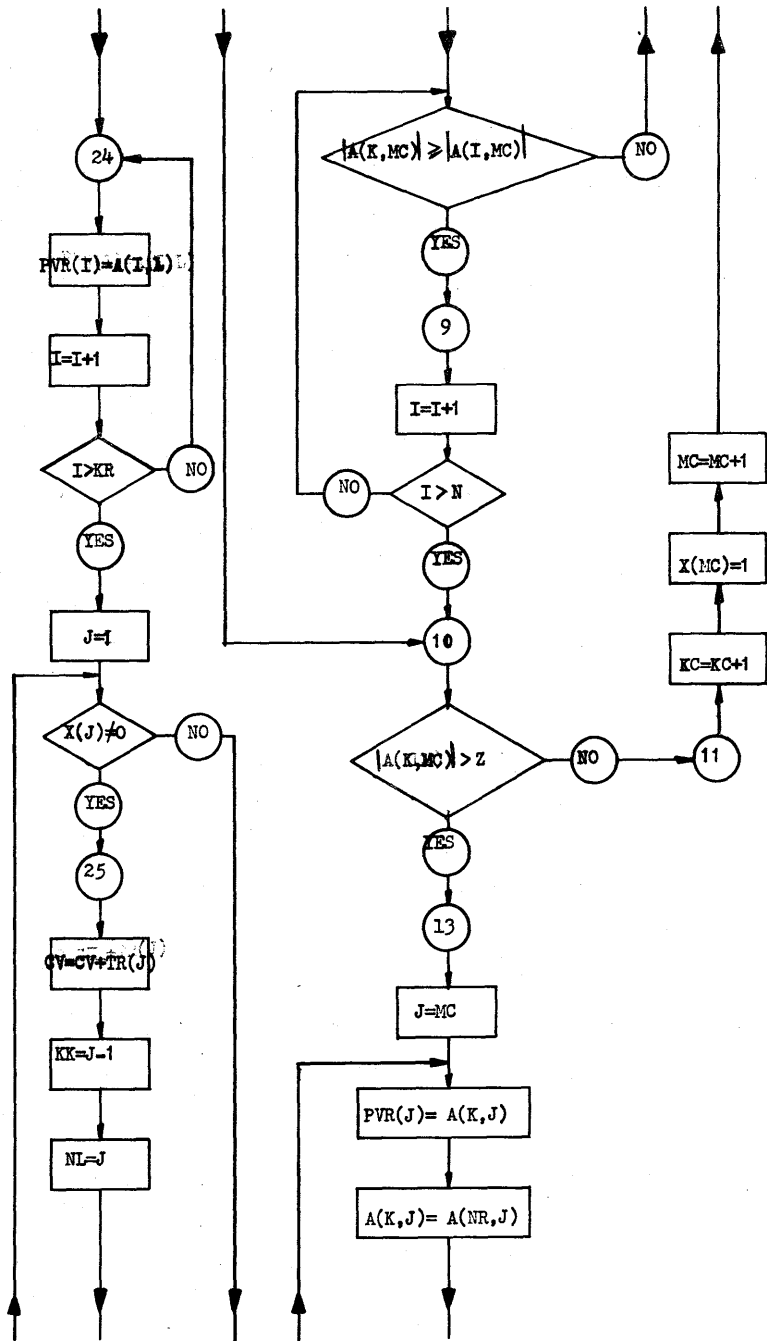 24
I=I+1
I>KR
NO
YES
J=1
X(J)≠0
NO
YES
25
CV=CV+TR(J)
KK=J-1
NL=J
|A(K,MC)| ⩾ |A(I,MC)|
NO
YES
9
I=I+1
I > N
NO
YES
10
|A(K,MC)| > Z
NO
11
KC=KC+1
X(MC)=1
MC=MC+1
YES
13
J=MC
PVR(J)= A(K,J)
A(K,J)= A(NR,J)